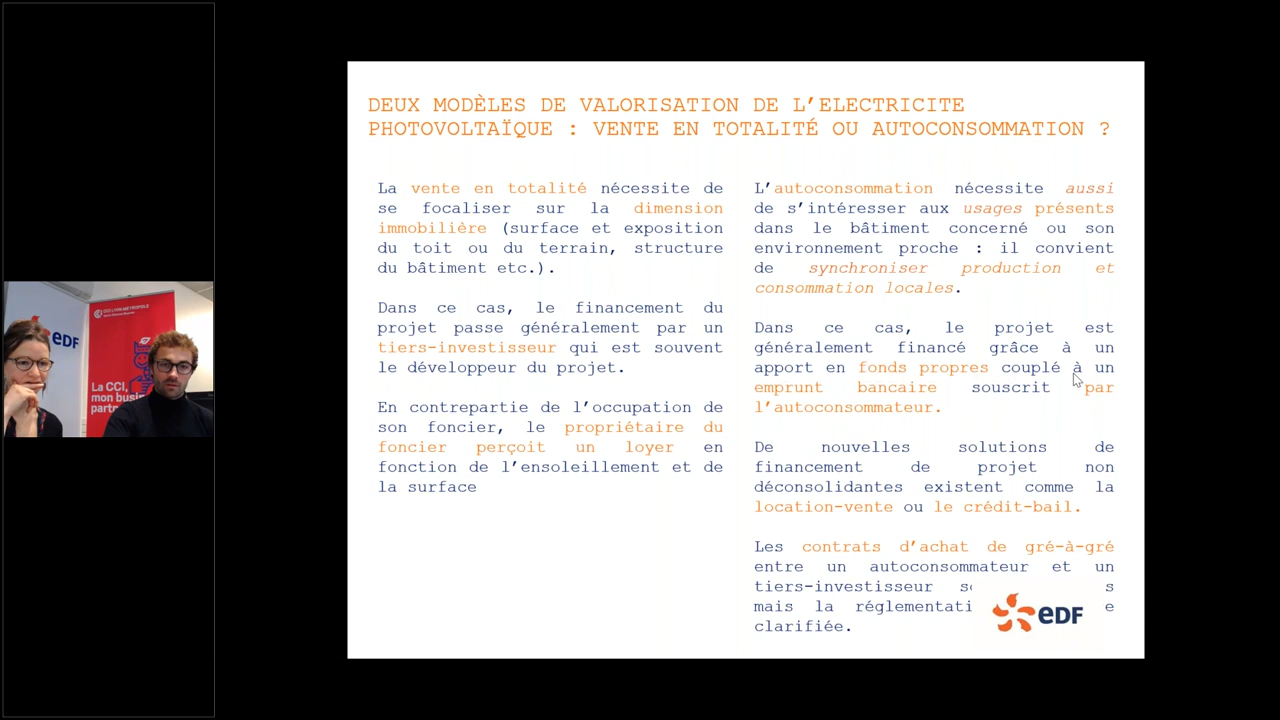 DEUX MODÈLES DE VALORISATION DE L’ELECTRICITE
PHOTOVOLTAÏQUE : VENTE EN TOTALITÉ OU AUTOCONSOMMATION ?
La vente en totalité nécessite de
se focaliser sur la dimension
immobilière (surface et exposition
du toit ou du terrain, structure
du bâtiment etc.).
Dans ce cas, le financement du
projet passe généralement par un
tiers-investisseur qui est souvent
le développeur du projet.
En contrepartie de l’occupation de
son foncier, le propriétaire du
foncier perçoit un loyer en
fonction de l’ensoleillement et de
la surface
L’autoconsommation nécessite aussi
de s’intéresser aux usages présents
dans le bâtiment concerné ou son
environnement proche : il convient
de synchroniser production et
consommation locales.
Dans ce cas, le projet est
généralement financé grâce à un
apport en fonds propres couplé à un
emprunt bancaire souscrit par
l’autoconsommateur.
De nouvelles solutions de
financement de projet non
déconsolidantes existent comme la
location-vente ou le crédit-bail.
Les contrats d’achat de gré-à-gré
entre un autoconsommateur et un
tiers-investisseur
mais la
clarifiée.
eDF
eDF
CCI LYON MÉTROPOLE
La CCI,
mon